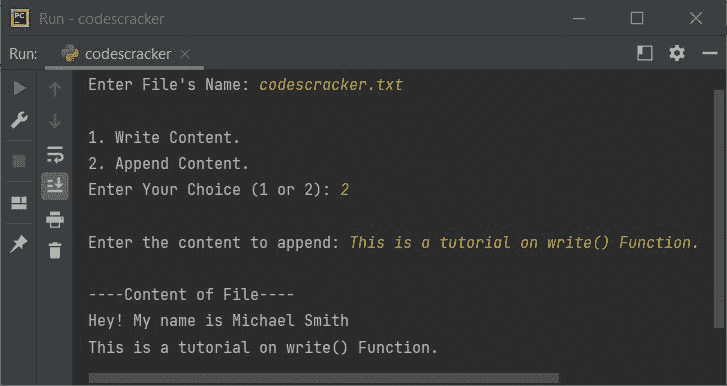 PC
Run - codescracker
Run: codescracker
Enter File's Name: codescracker.txt
1. Write Content.
2. Append Content.
Enter Your Choice (1 or 2): 2
Enter the content to append: This is a tutorial on write() Function.
----Content of File----
Hey! My name is Michael Smith
This is a tutorial on write() Function.